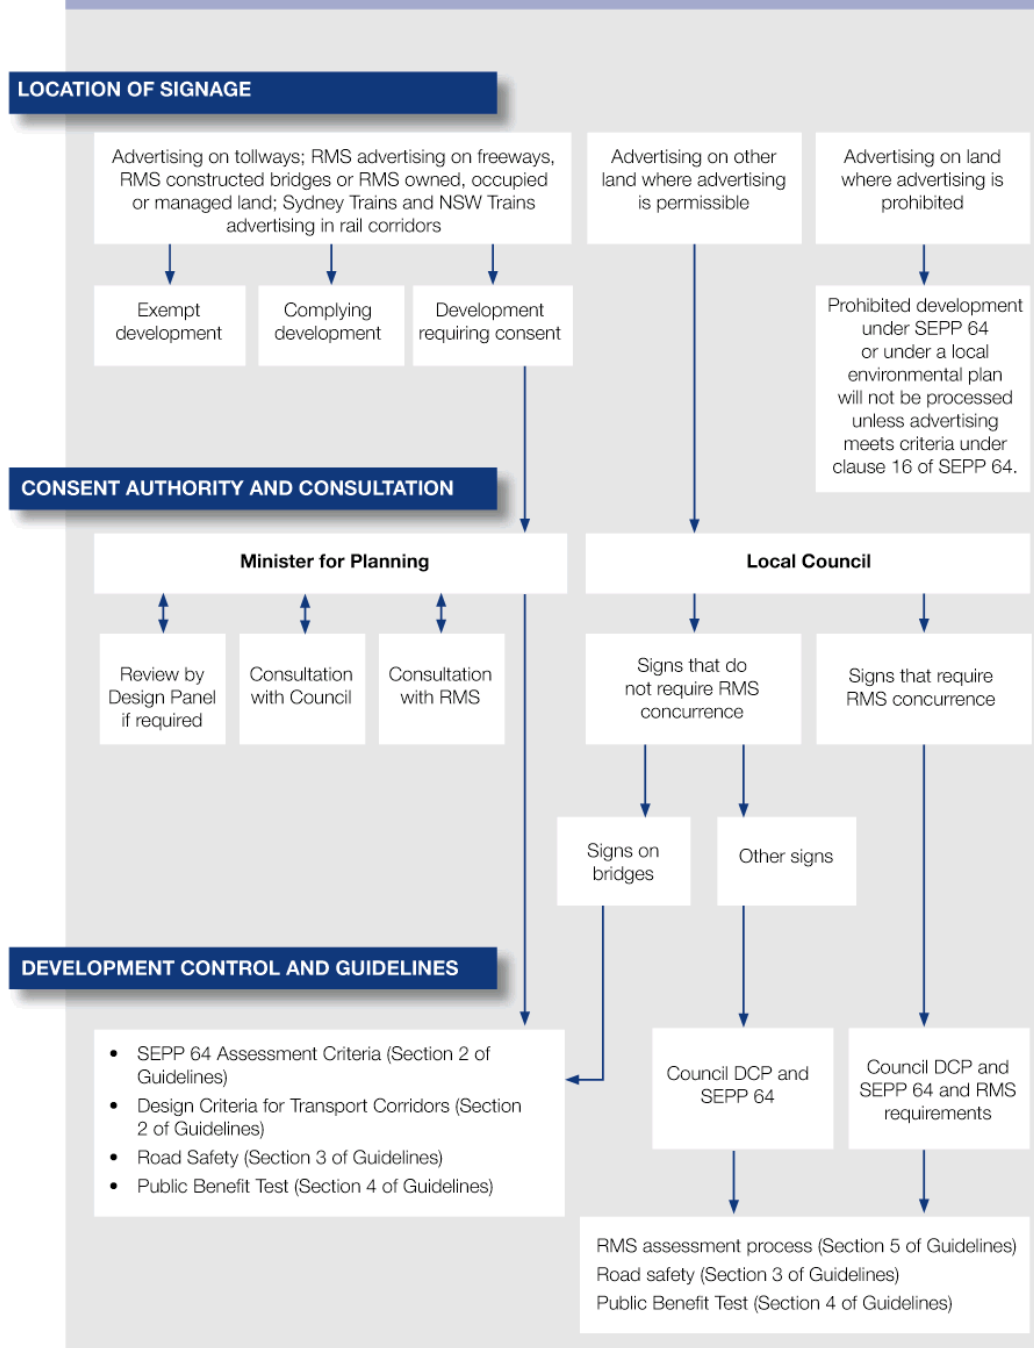 LOCATION OF SIGNAGE
Advertising on tollways; RMS advertising on freeways,
RMS constructed bridges or RMS owned, occupied
or managed land; Sydney Trains and NSW Trains
advertising in rail corridors
Advertising on other
land where advertising
is permissible
Advertising on land
where advertising is
prohibited
Exempt
development
Complying
development
Development
requiring consent
Prohibited development
under SEPP 64
or under a local
environmental plan
will not be processed
unless advertising
meets criteria under
clause 16 of SEPP 64.
CONSENT AUTHORITY AND CONSULTATION
Minister for Planning
Local Council
Review by
Design Panel
if required
Consultation
with Council
Consultation
with RMS
Signs that do
not require RMS
concurrence
Signs that require
RMS concurrence
Signs on
bridges
Other signs
DEVELOPMENT CONTROL AND GUIDELINES
• SEPP 64 Assessment Criteria (Section 2 of
Guidelines)
• Design Criteria for Transport Corridors (Section
2 of Guidelines)
• Road Safety (Section 3 of Guidelines)
• Public Benefit Test (Section 4 of Guidelines)
Council DCP and
SEPP 64
Council DCP and
SEPP 64 and RMS
requirements
RMS assessment process (Section 5 of Guidelines)
Road safety (Section 3 of Guidelines)
Public Benefit Test (Section 4 of Guidelines)